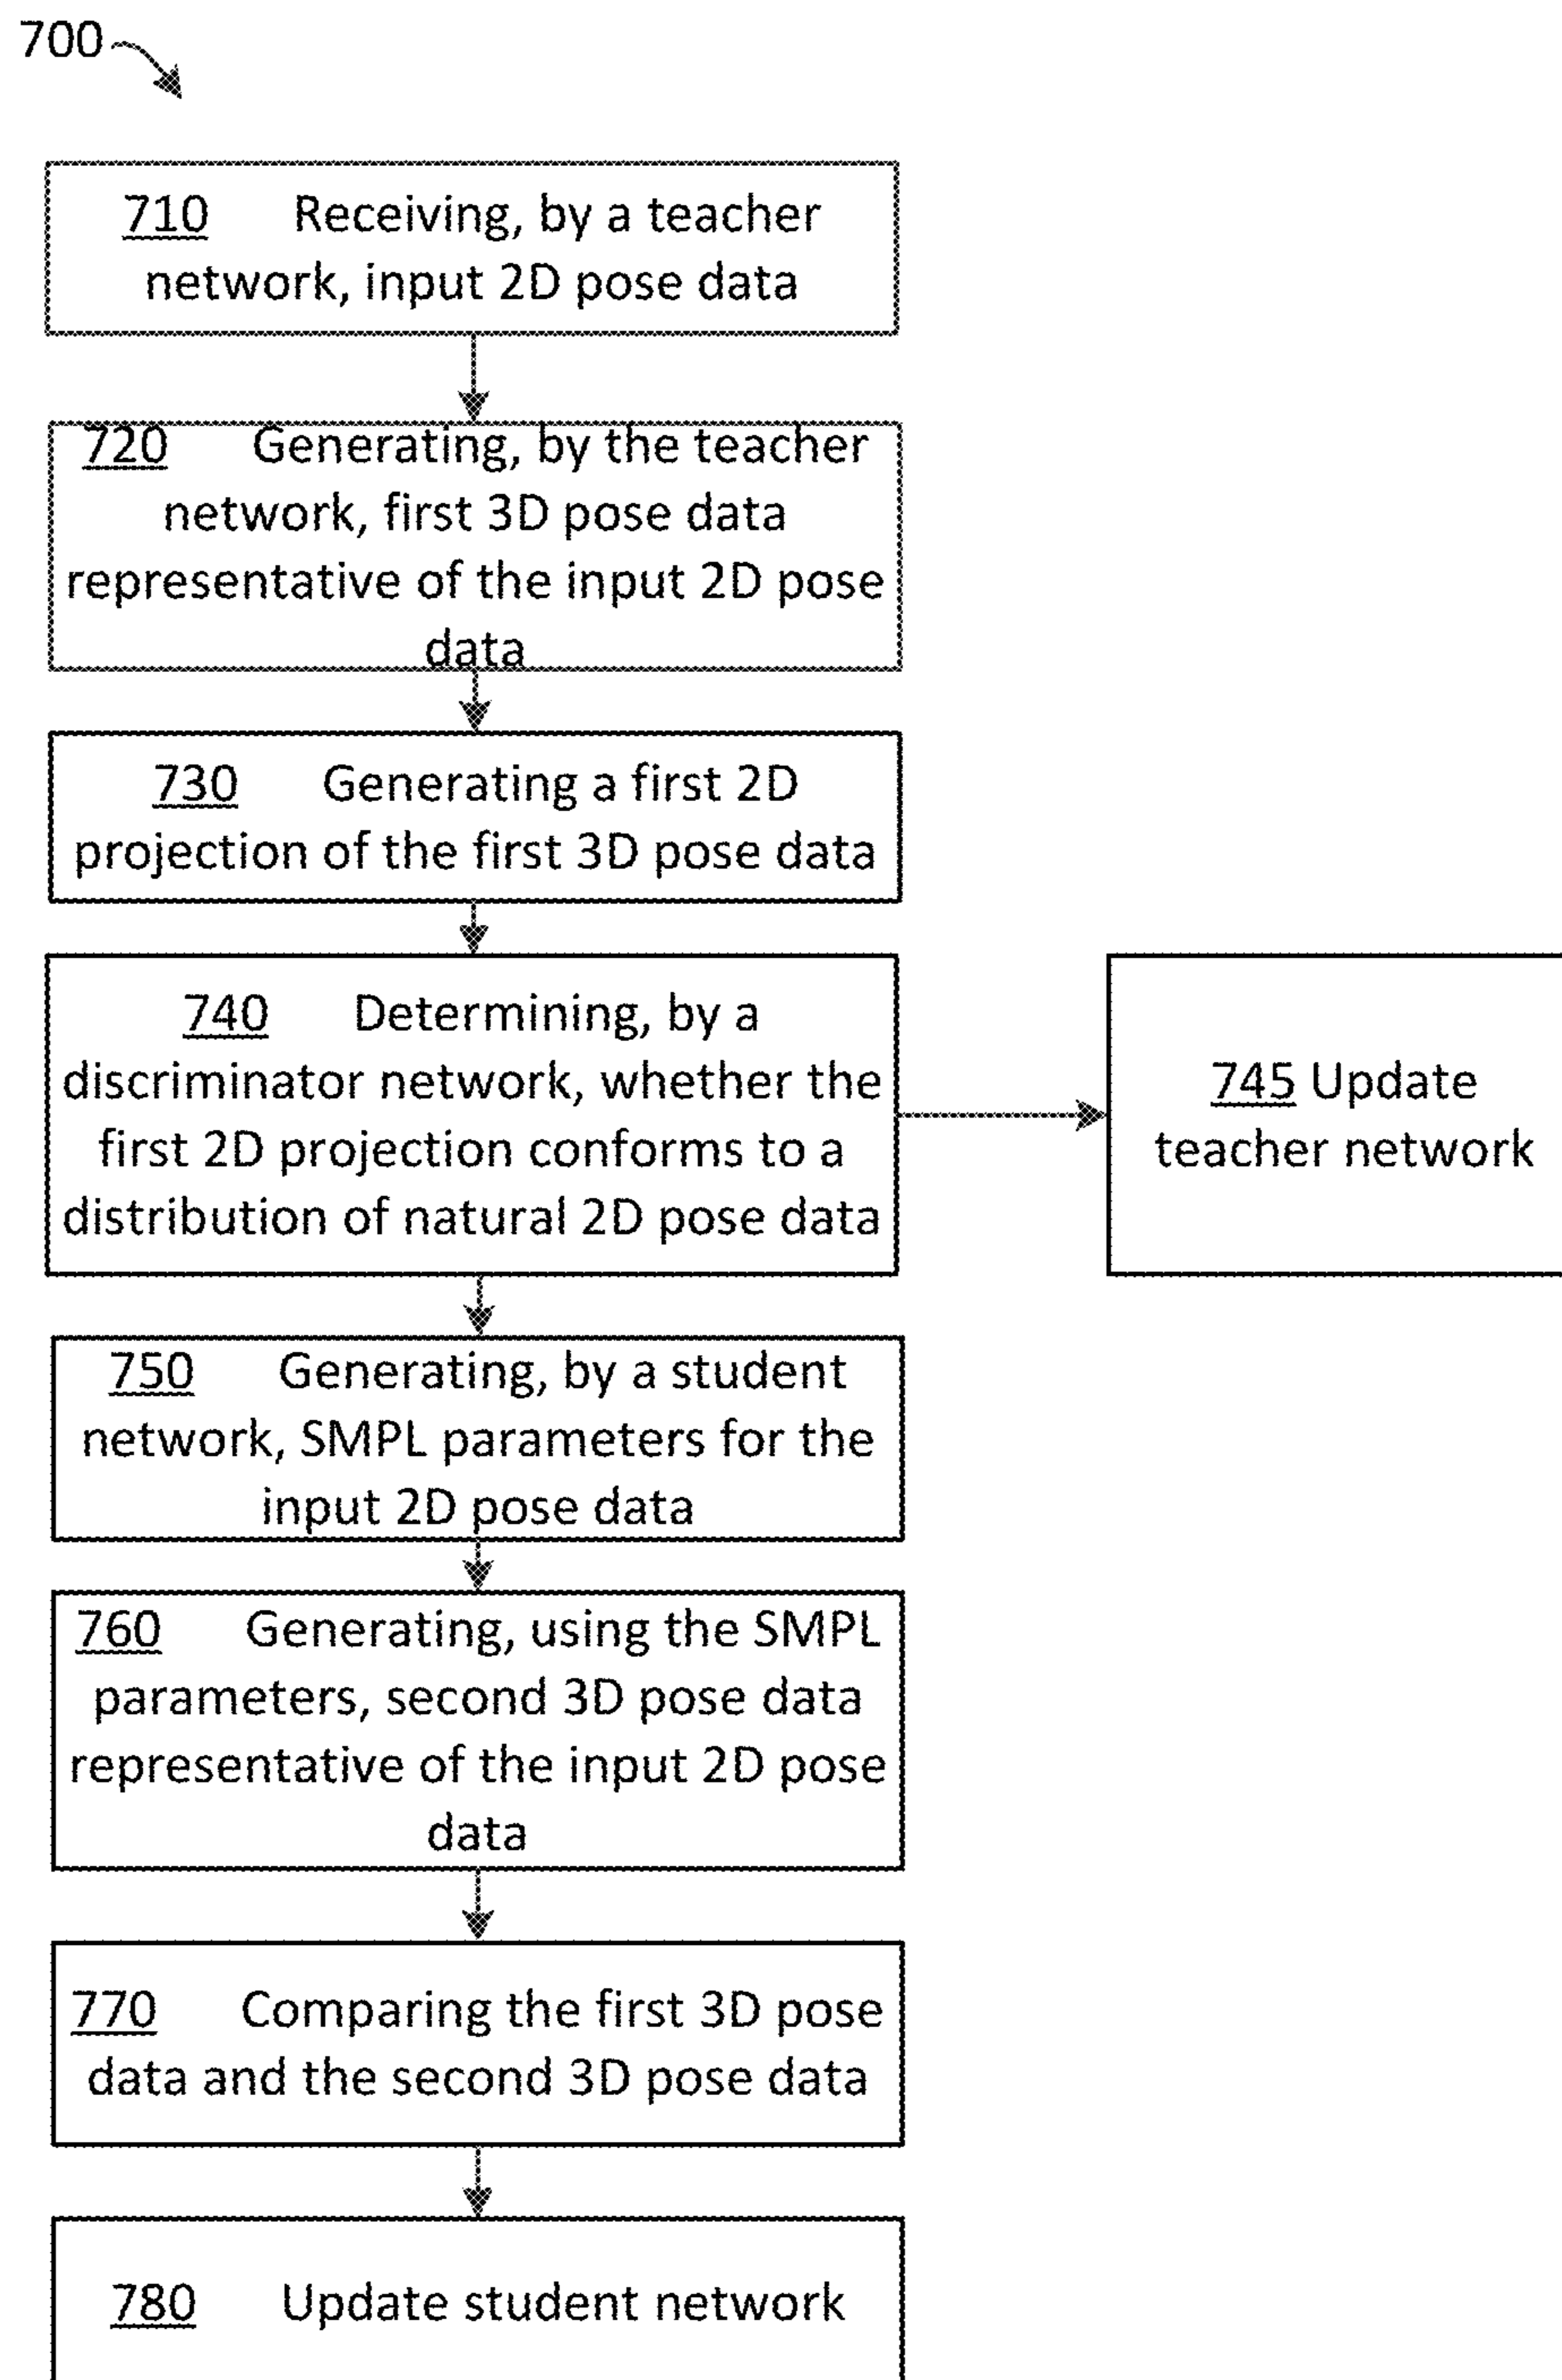 700
710 Receiving, by a teacher
network, input 2D pose data
720 Generating, by the teacher
network, first 3D pose data
representative of the input 2D pose
data
730 Generating a first 2D
projection of the first 3D pose data
740 Determining, by a
discriminator network, whether the
first 2D projection conforms to a
distribution of natural 2D pose data
745 Update
teacher network
750 Generating, by a student
network, SMPL parameters for the
input 2D pose data
760 Generating, using the SMPL
parameters, second 3D pose data
representative of the input 2D pose
data
770 Comparing the first 3D pose
data and the second 3D pose data
780 Update student network